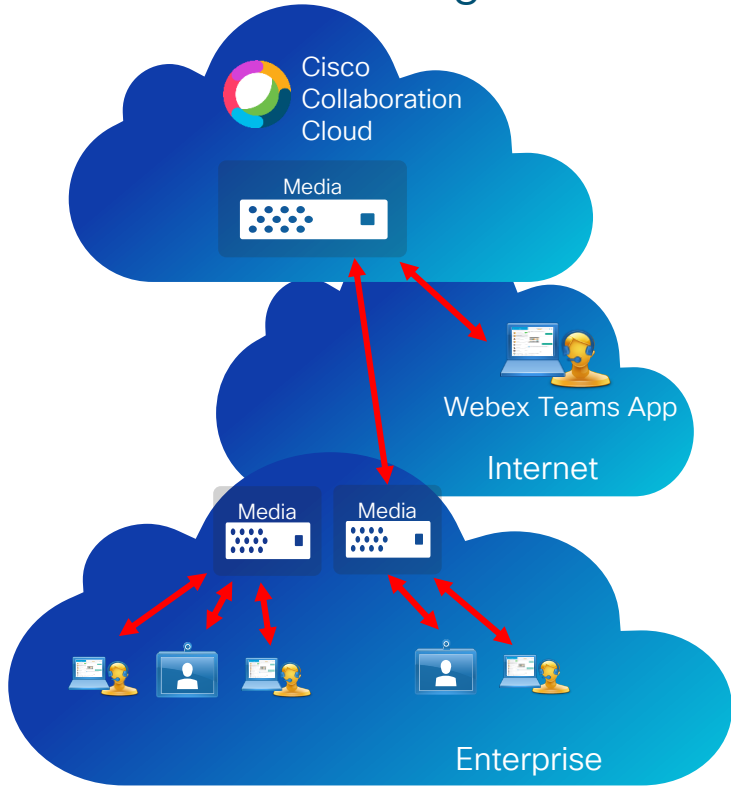 Cisco
Collaboration
Cloud
Media
Webex Teams App
Internet
Media
Media
Enterprise